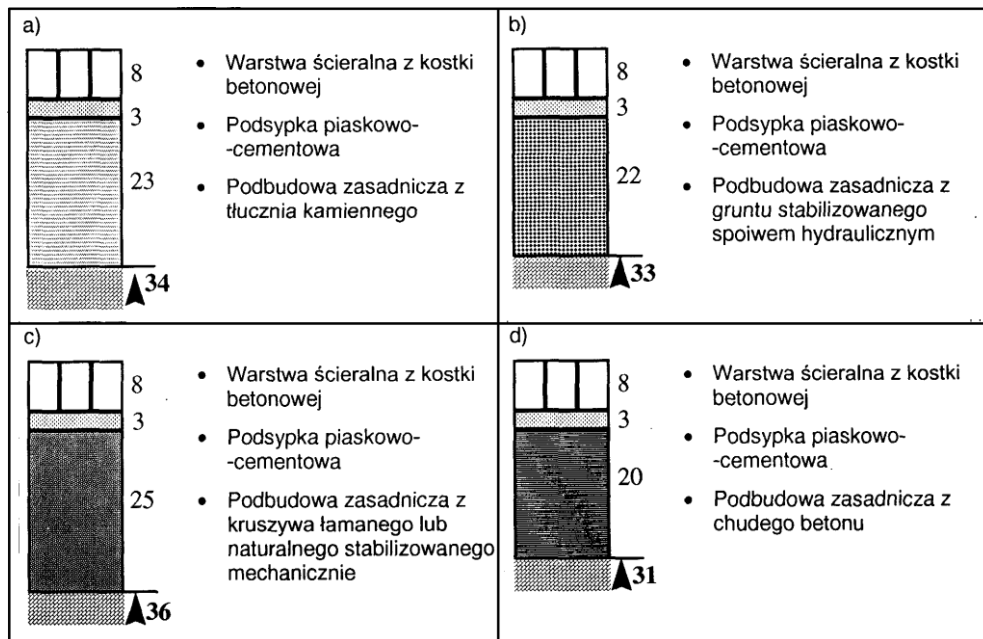 a)
8
3
23
34
• Warstwa ścieralna z kostki
betonowej
• Podsypka piaskowo-
-cementowa
• Podbudowa zasadnicza z
tłucznia kamiennego
b)
8
3
22
33
• Warstwa ścieralna z kostki
betonowej
• Podsypka piaskowo-
-cementowa
• Podbudowa zasadnicza z
gruntu stabilizowanego
spoiwem hydraulicznym
c)
8
3
25
36
• Warstwa ścieralna z kostki
betonowej
• Podsypka piaskowo-
-cementowa
• Podbudowa zasadnicza z
kruszywa łamanego lub
naturalnego stabilizowanego
mechanicznie
d)
8
3
20
31
• Warstwa ścieralna z kostki
betonowej
• Podsypka piaskowo-
-cementowa
• Podbudowa zasadnicza z
chudego betonu